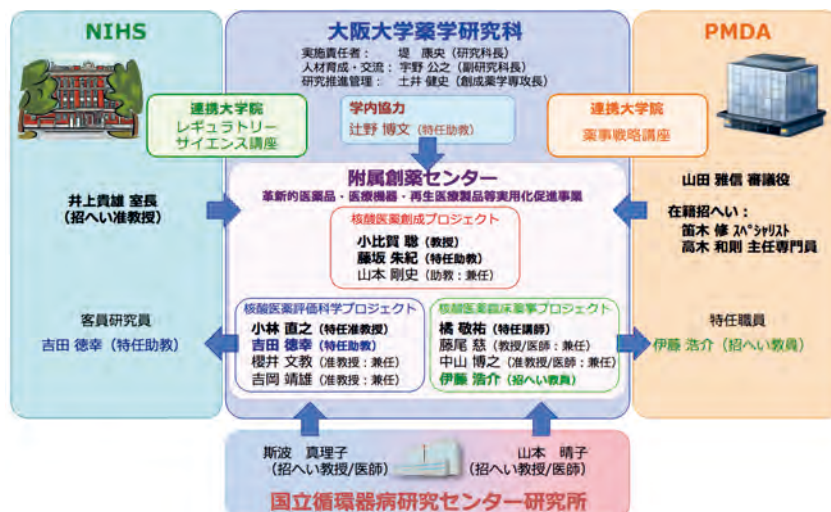 NIHS
連携大学院
レギュラトリー
サイエンス講座
井上貴雄 室長
(招へい准教授)
客員研究員
吉田 徳幸（特任助教）
大阪大学薬学研究科
実施責任者： 堤 康央（研究科長）
人材育成・交流： 宇野 公之（副研究科長）
研究推進管理： 土井 健史（創成薬学専攻長）
学内協力
辻野 博文（特任助教）
附属創薬センター
革新的医薬品・医療機器・再生医療製品等実用化促進事業
核酸医薬創成プロジェクト
小比賀 聡（教授）
藤坂 朱紀（特任助教）
山本 剛史（助教：兼任）
核酸医薬評価科学プロジェクト
小林 直之（特任准教授）
吉田 徳幸（特任助教）
櫻井 文教（准教授：兼任）
吉岡 靖雄（准教授：兼任）
核酸医薬臨床薬事プロジェクト
橘 敬祐（特任講師）
藤尾 慈（教授/医師：兼任）
中山 博之（准教授/医師：兼任）
伊藤 浩介（招へい教員）
PMDA
連携大学院
薬事戦略講座
山田 雅信 審議役
在籍招へい：
笛木 修 ｽﾍﾟｼｬﾘｽﾄ
高木 和則 主任専門員
特任職員
伊藤 浩介（招へい教員）
斯波 真理子
(招へい教授/医師)
山本 晴子
(招へい教授/医師)
国立循環器病研究センター研究所